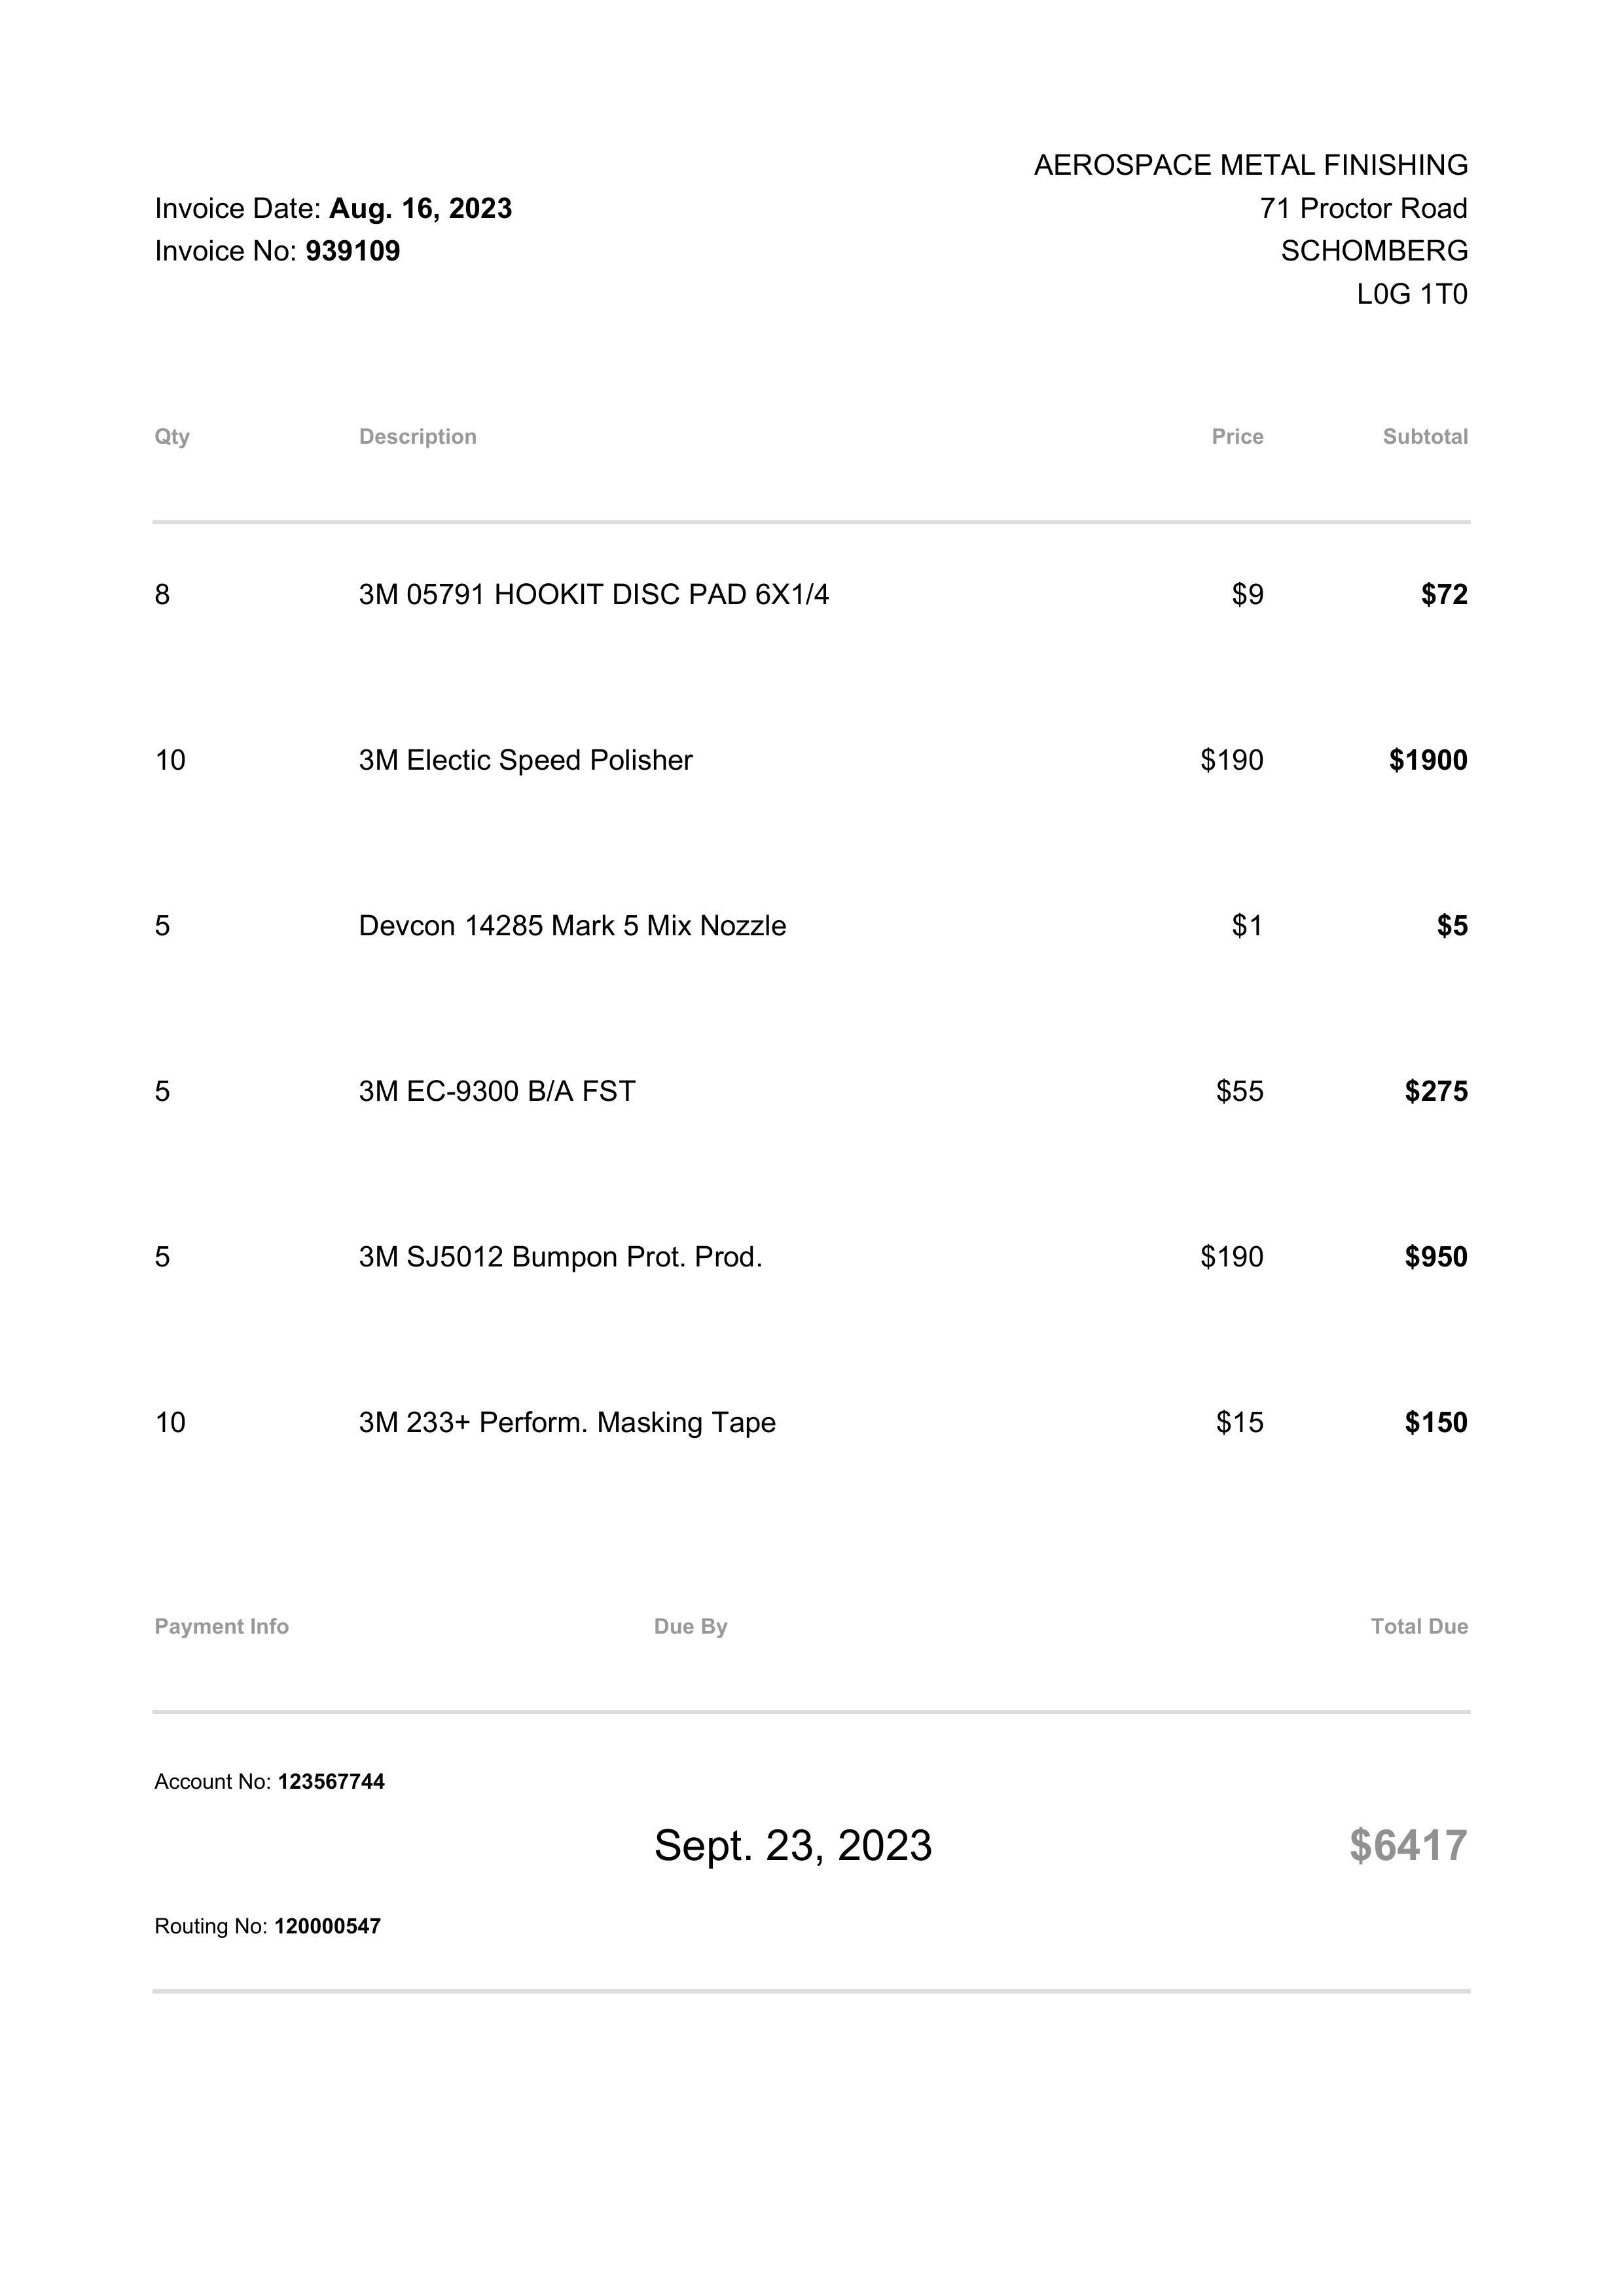 AEROSPACE METAL FINISHING
Invoice Date: Aug. 16, 2023 71 Proctor Road
Invoice No: 939109 SCHOMBERG
L0G 1T0
Qty Description Price Subtotal
8 3M 05791 HOOKIT DISC PAD 6X1/4 $9 $72
10 3M Electic Speed Polisher $190 $1900
5 Devcon 14285 Mark 5 Mix Nozzle $1 $5
5 3M EC-9300 B/A FST $55 $275
5 3M SJ5012 Bumpon Prot. Prod. $190 $950
10 3M 233+ Perform. Masking Tape $15 $150
Payment Info Due By Total Due
Account No: 123567744
Sept. 23, 2023 $6417
Routing No: 120000547